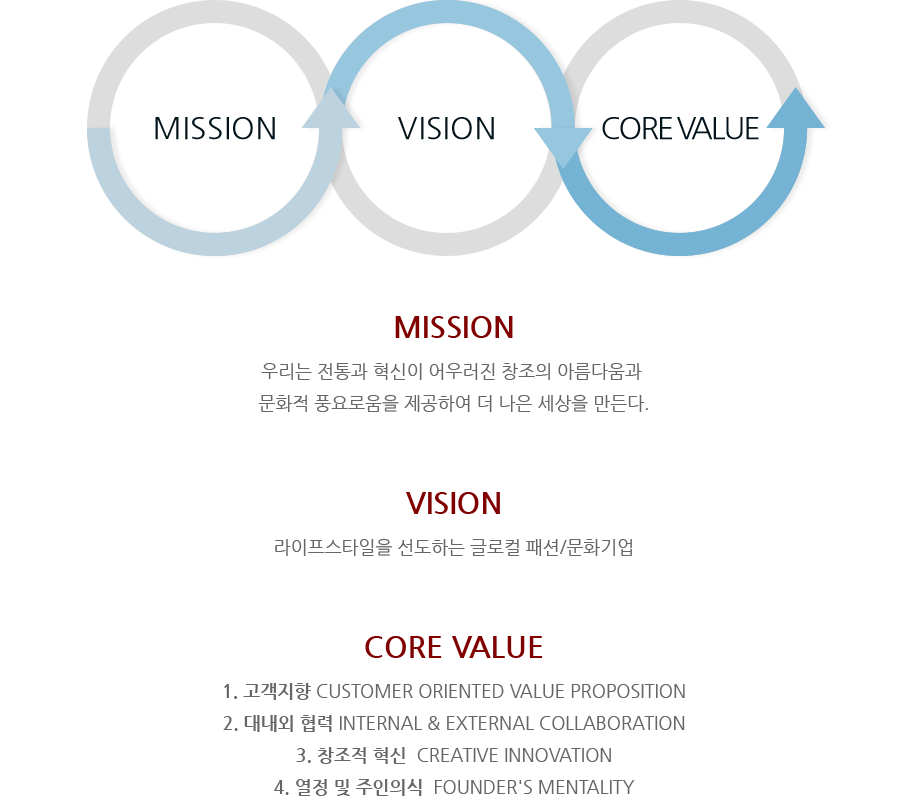 MISSION
VISION
CORE VALUE
MISSION
우리는 전통과 혁신이 어우러진 창조의 아름다움과
문화적 풍요로움을 제공하여 더 나은 세상을 만든다.
VISION
라이프스타일을 선도하는 글로컬 패션/문화기업
CORE VALUE
1. 고객지향 CUSTOMER ORIENTED VALUE PROPOSITION
2. 대내외 협력 INTERNAL & EXTERNAL COLLABORATION
3. 창조적 혁신 CREATIVE INNOVATION
4. 열정 및 주인의식 FOUNDER'S MENTALITY